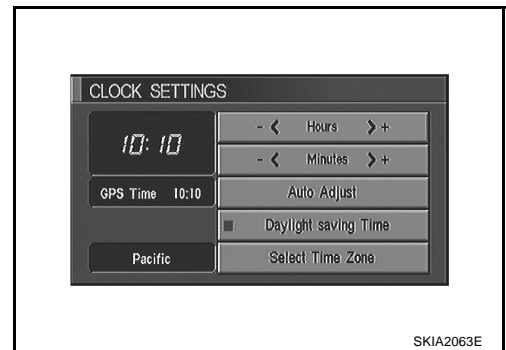 CLOCK SETTINGS
10:10
- < Hours > +
- < Minutes > +
GPS Time 10:10
Auto Adjust
Daylight saving Time
Pacific
Select Time Zone
SKIA2063E